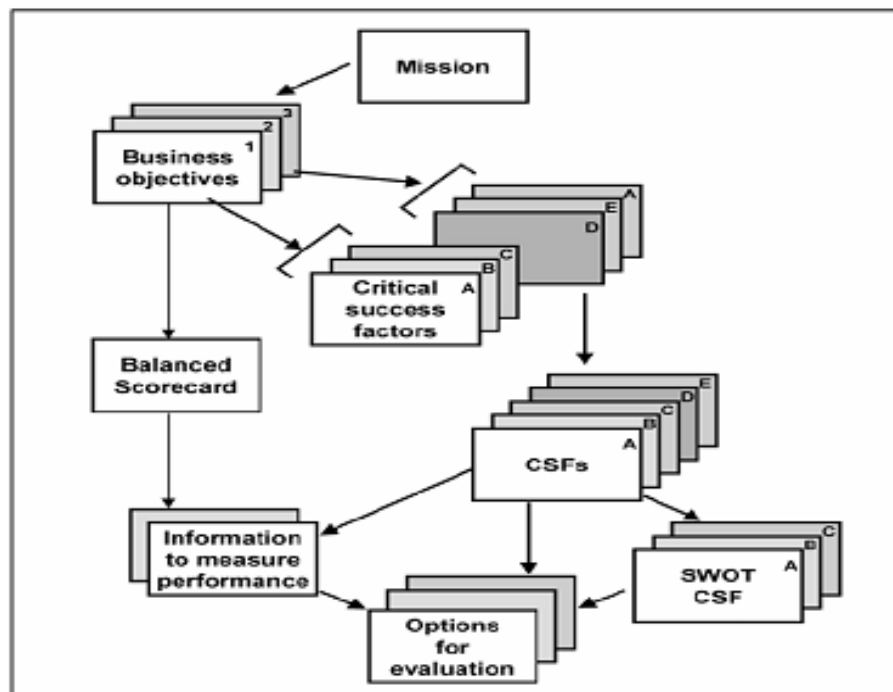 Mission
3
2
1
Business
objectives
A
E
D
C
B
A
Critical
success
factors
Balanced
Scorecard
E
D
C
B
A
CSFs
Information
to measure
performance
C
B
A
SWOT
CSF
Options
for
evaluation